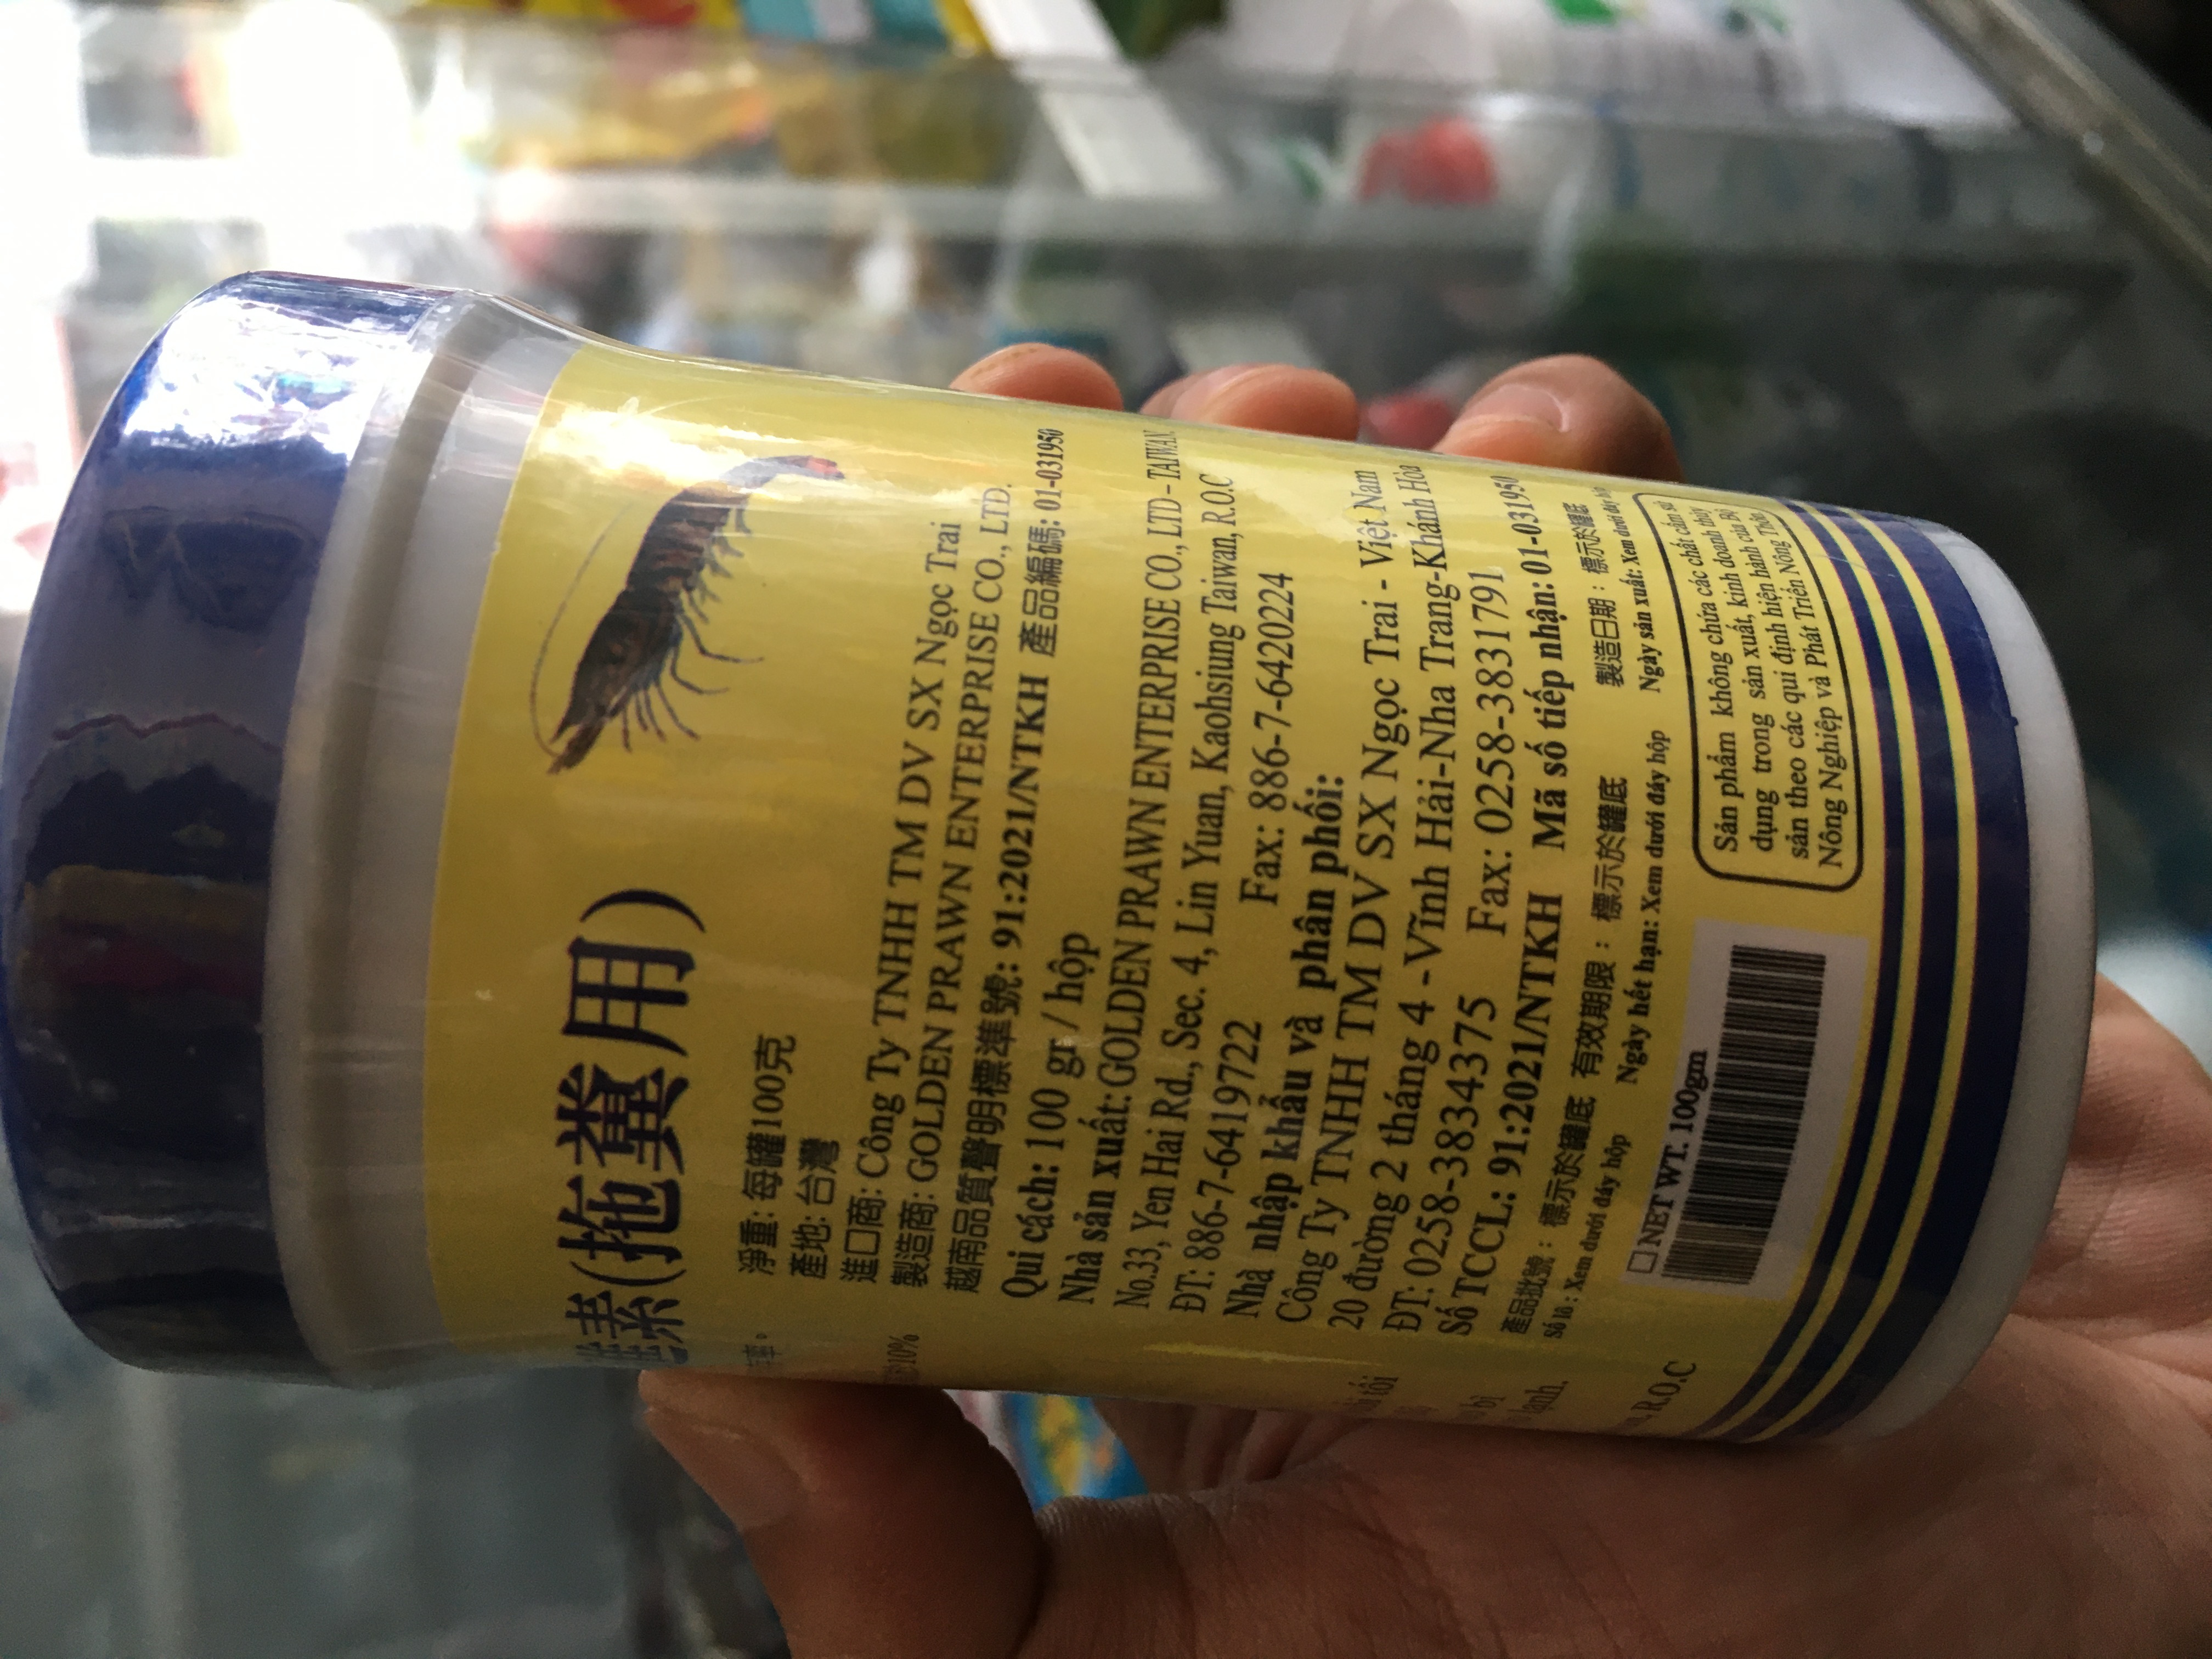 素(拖糞用)
淨重: 每罐100克
產地: 台灣
進口商: Công Ty TNHH TM DV SX Ngọc Trai
製造商: GOLDEN PRAWN ENTERPRISE CO., LTD.
越南品質聲明標準號: 91:2021/NTKH 產品編碼: 01-031950
Qui cách: 100 gr / hộp
Nhà sản xuất: GOLDEN PRAWN ENTERPRISE CO., LTD – TAIWAN.
No.33, Yen Hai Rd., Sec. 4, Lin Yuan, Kaohsiung Taiwan, R.O.C
ĐT: 886-7-6419722 Fax: 886-7-6420224
Nhà nhập khẩu và phân phối:
Công Ty TNHH TM DV SX Ngọc Trai - Việt Nam
20 đường 2 tháng 4 -Vĩnh Hải-Nha Trang-Khánh Hòa
ĐT: 0258-3834375 Fax: 0258-3831791
Số TCCL: 91:2021/NTKH Mã số tiếp nhận: 01-031950
產品批號：標示於罐底 有效期限：標示於罐底 製造日期：標示於罐底
Số lô : Xem dưới đáy hộp Ngày hết hạn: Xem dưới đáy hộp Ngày sản xuất: Xem dưới đáy hộp
NET WT. 100gm
Sản phẩm không chứa các chất cấm sử
dụng trong sản xuất, kinh doanh thủy
sản theo các qui định hiện hành của Bộ
Nông Nghiệp và Phát Triển Nông Thôn
10%
tôi
bị
lạnh.
R.O.C